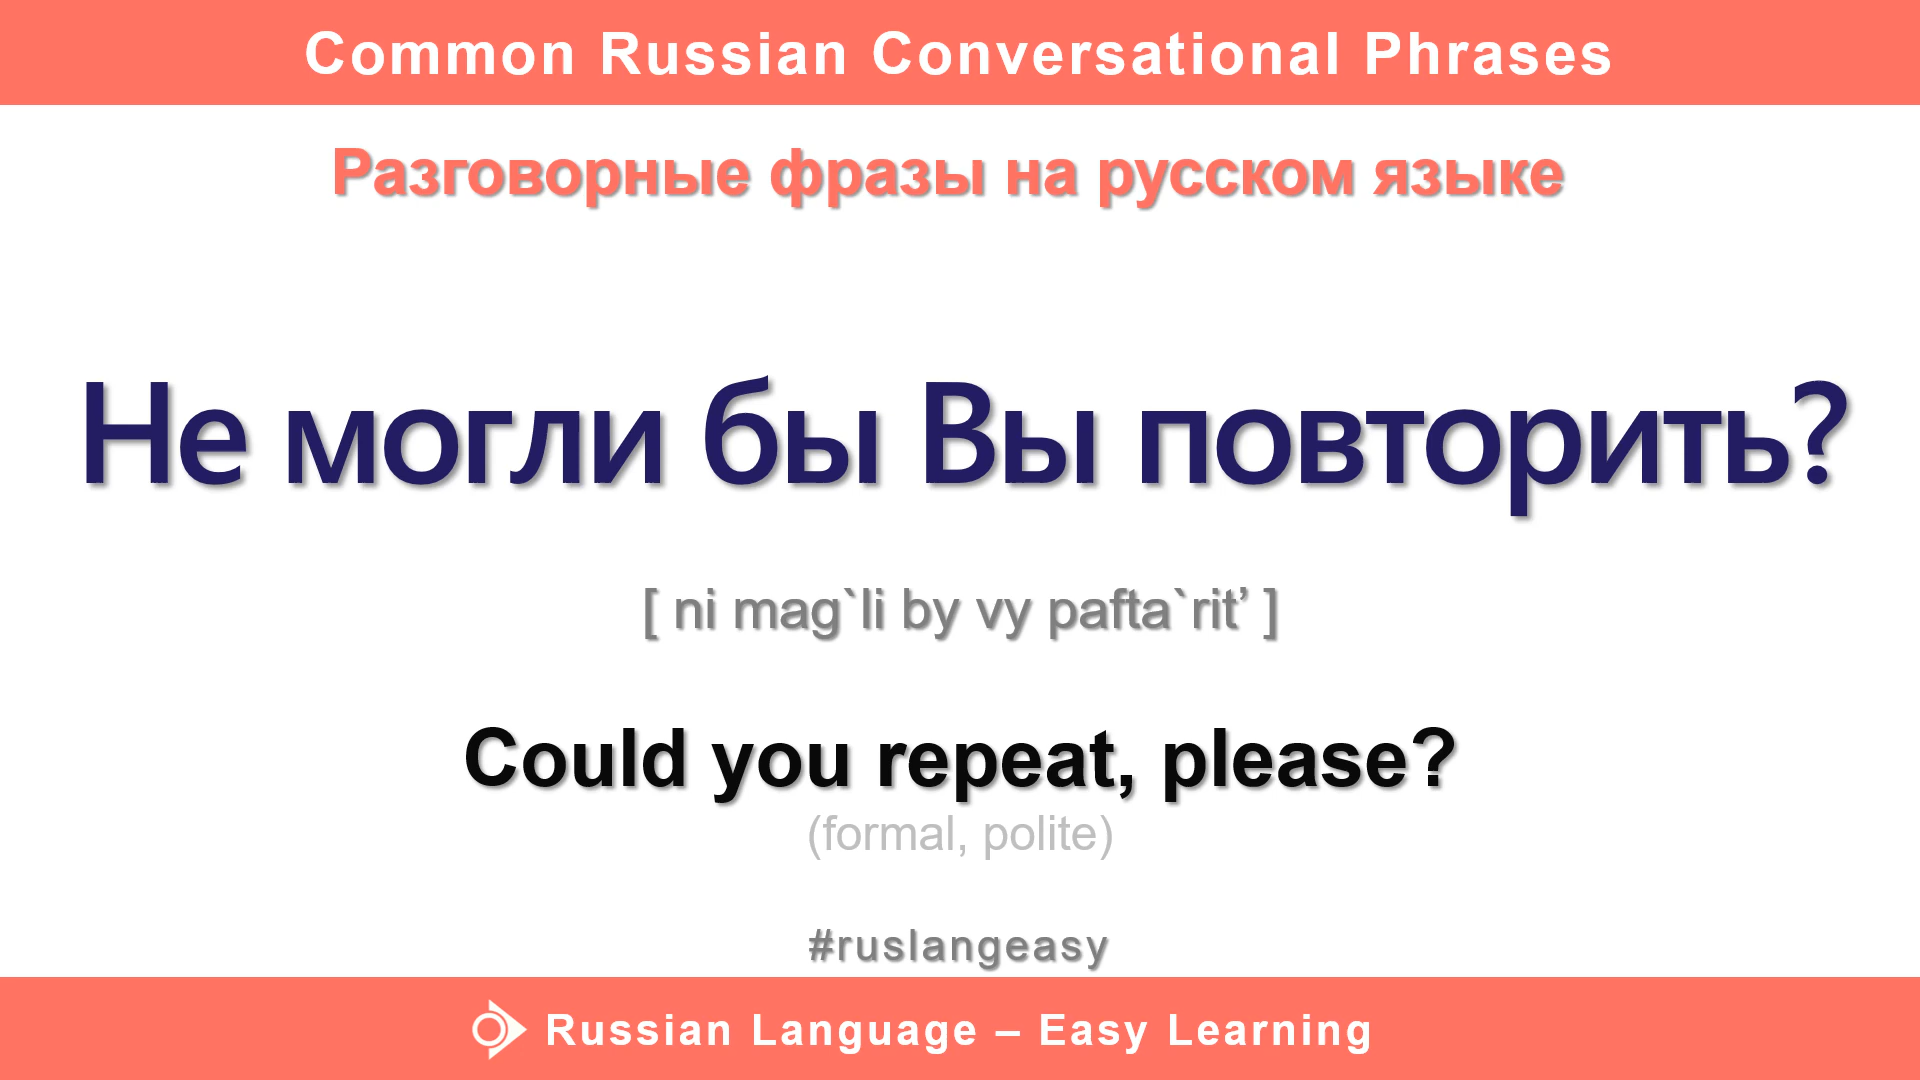 Common Russian Conversational Phrases
Разговорные фразы на русском языке
Не могли бы Вы повторить?
[ ni mag`li by vy pafta`rit’ ]
Could you repeat, please?
(formal, polite)
#ruslangeasy
Russian Language – Easy Learning